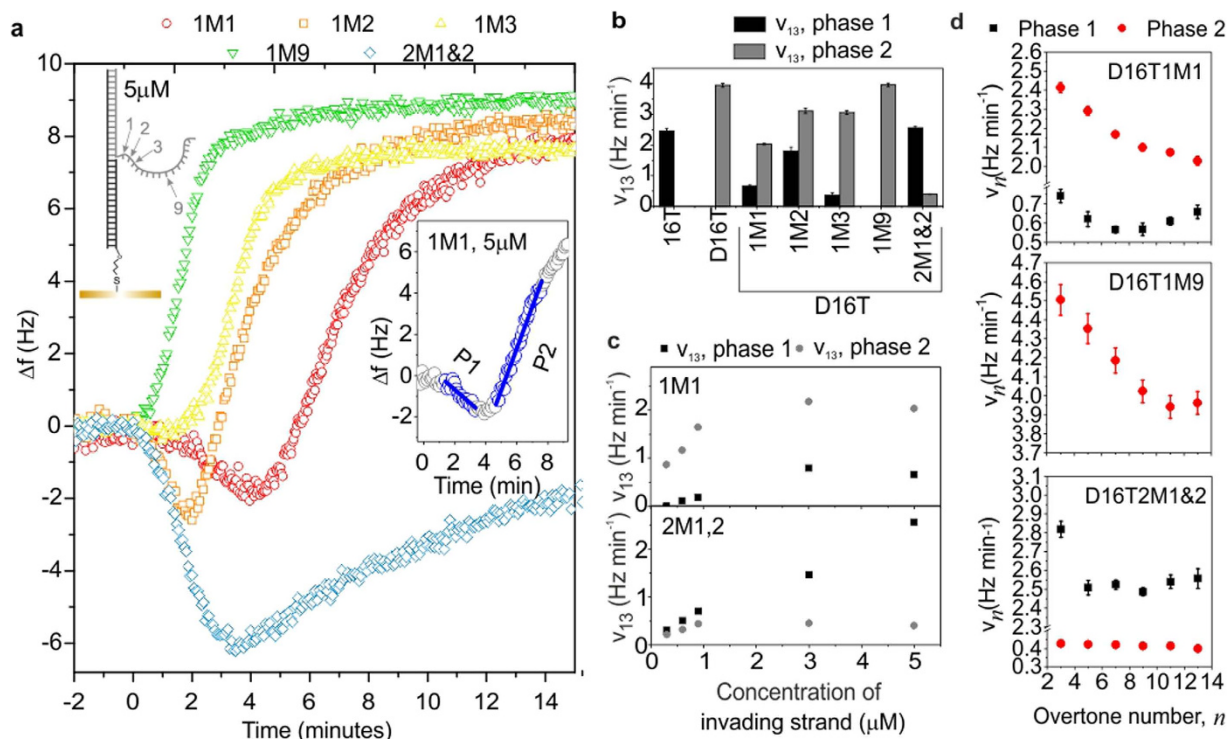 a
1M1 1M2 1M3
1M9 2M1&2
10
8
6
4
2
0
-2
-4
-6
Δf (Hz)
-2 0 2 4 6 8 10 12 14
Time (minutes)
5μM
1
2
3
9
s
1M1, 5μM
6
4
2
0
-2
Δf (Hz)
P1
P2
0 2 4 6 8
Time (min)
b
v13, phase 1
v13, phase 2
4
3
2
1
0
v13 (Hz min-1)
16T
D16T
1M1
1M2
1M3
1M9
2M1&2
D16T
c
v13, phase 1 v13, phase 2
1M1
3
2
1
0
v13 (Hz min-1)
2M1,2
2
1
0
v13 (Hz min-1)
0 1 2 3 4 5
Concentration of
invading strand (μM)
d
Phase 1 Phase 2
D16T1M1
2.6
2.5
2.4
2.3
2.2
2.1
2.0
0.7
0.6
0.5
vn(Hz min-1)
D16T1M9
4.6
4.5
4.4
4.3
4.2
4.1
4.0
3.9
3.8
3.7
vn(Hz min-1)
D16T2M1&2
3.1
3.0
2.9
2.8
2.7
2.6
2.5
2.4
2.3
0.4
0.3
vn(Hz min-1)
2 4 6 8 10 12 14
Overtone number, n